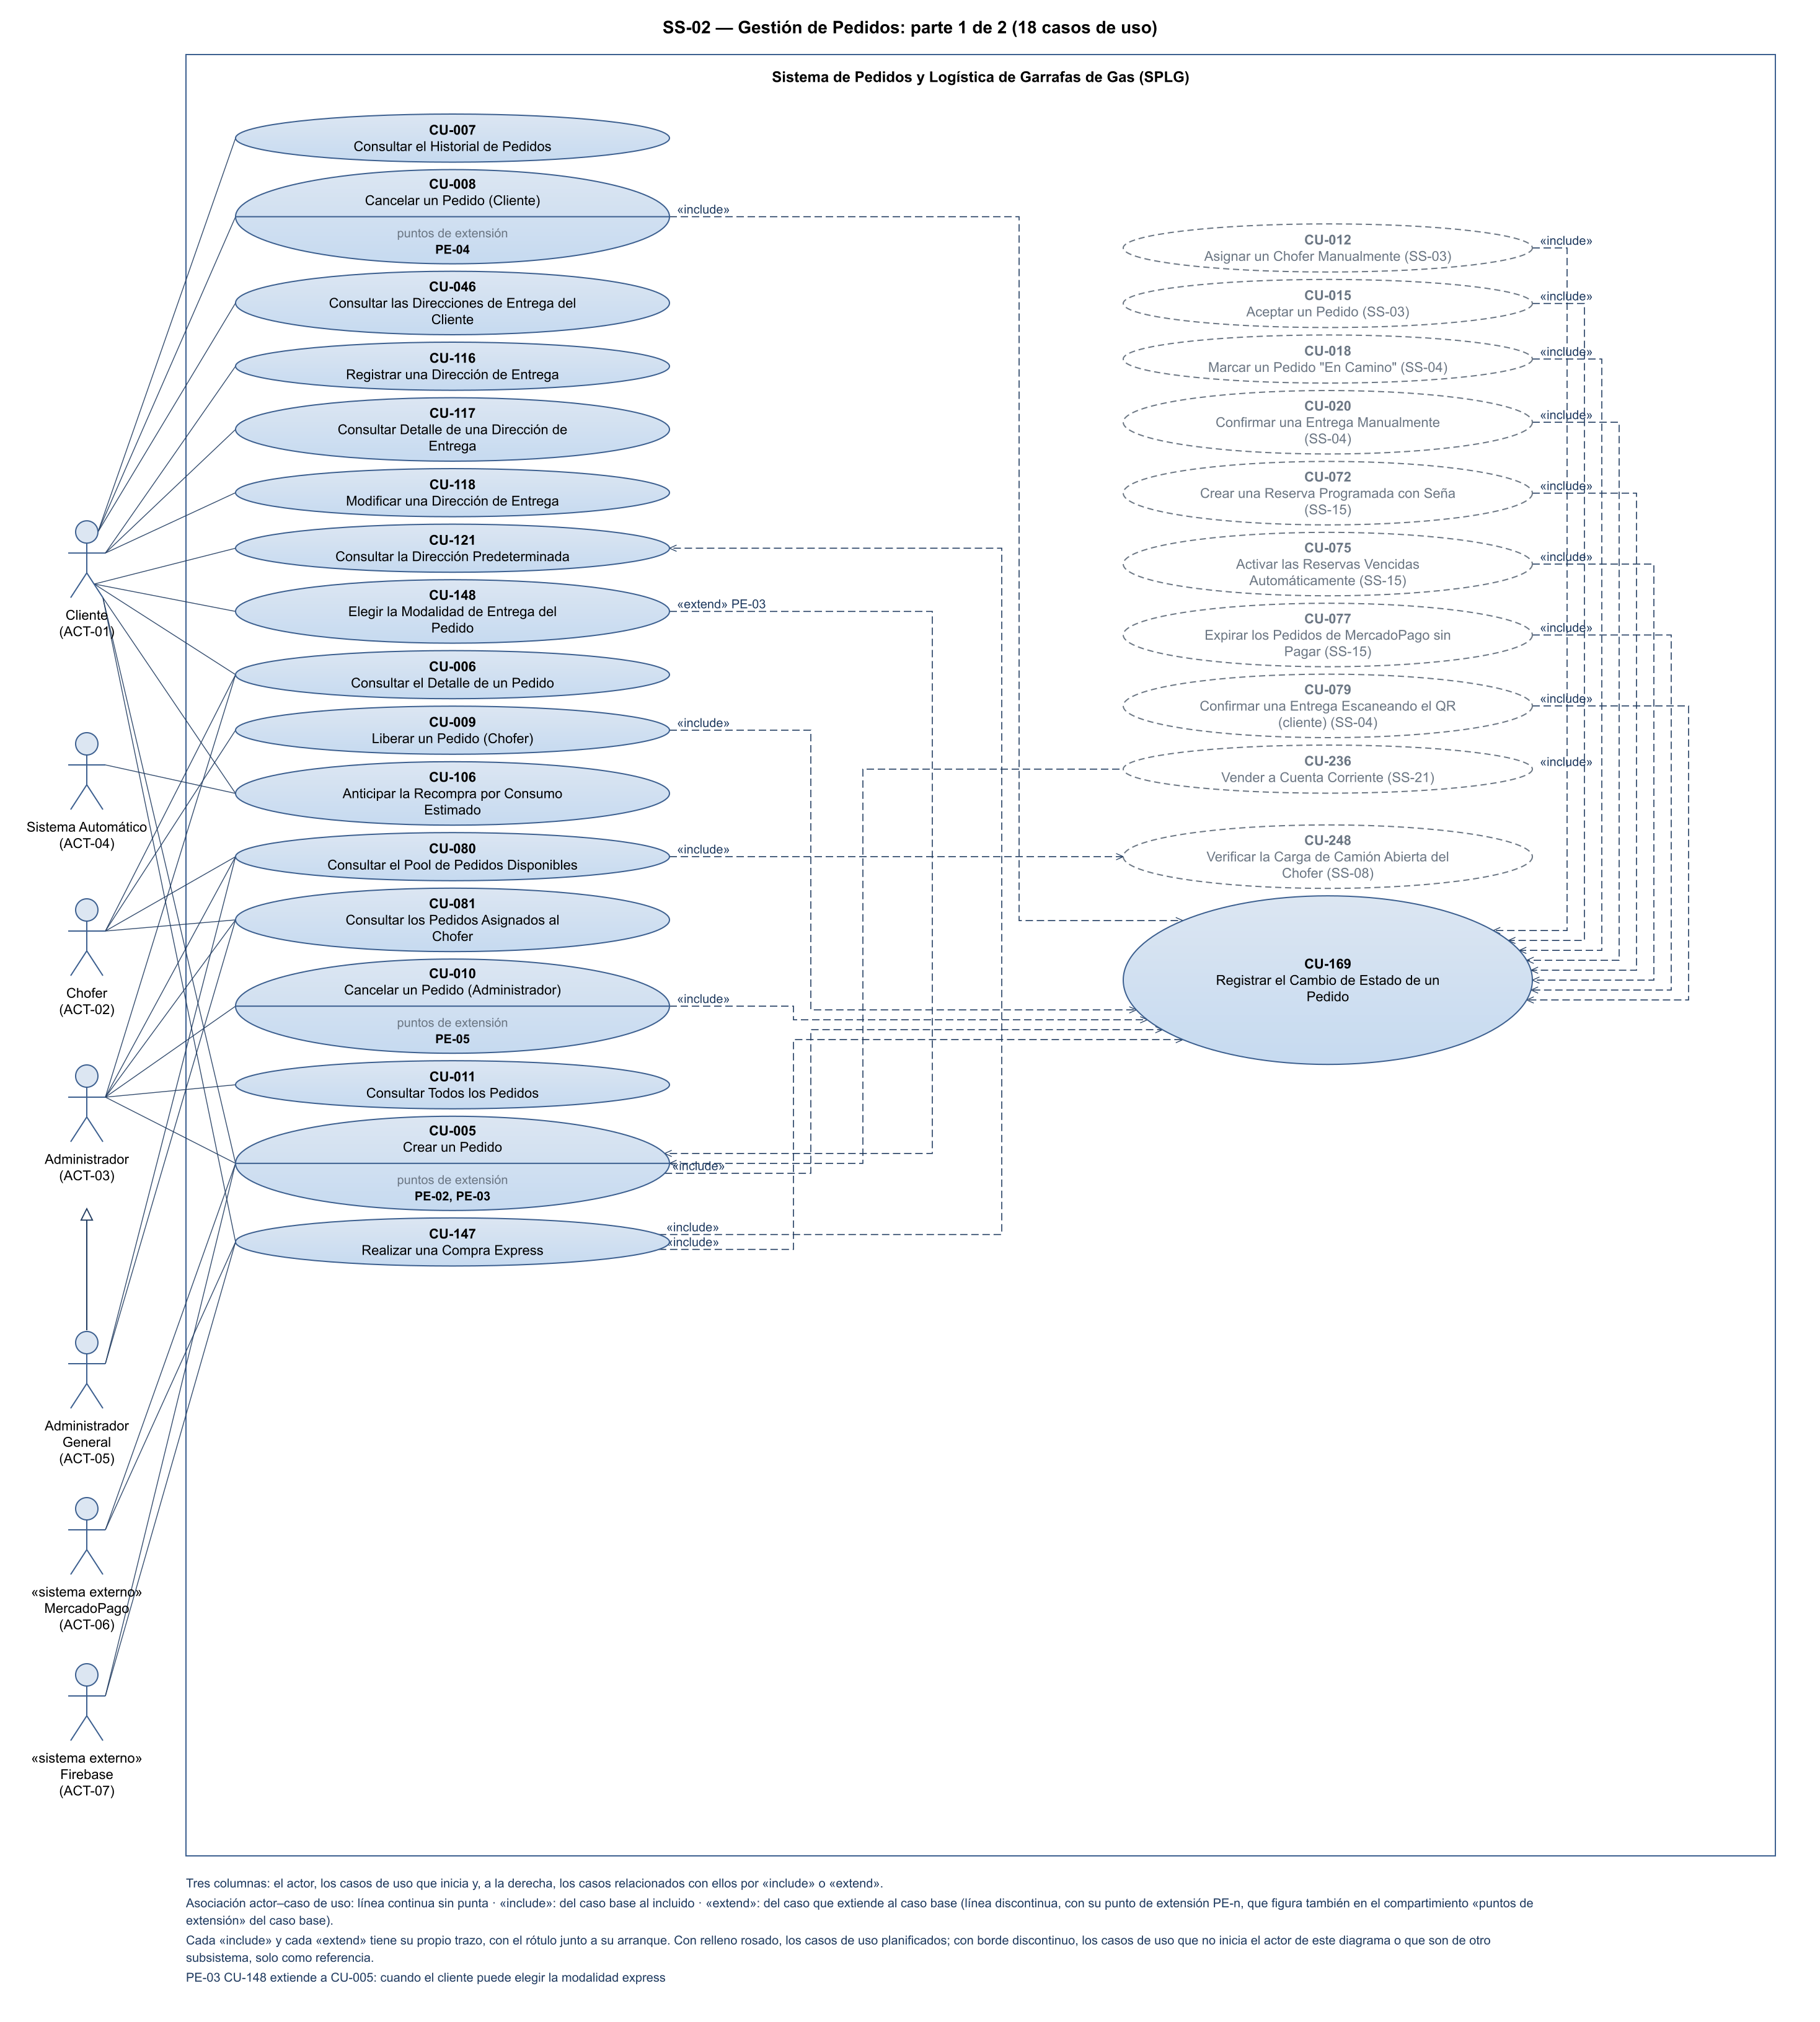 SS-02 — Gestión de Pedidos: parte 1 de 2 (18 casos de uso)
Sistema de Pedidos y Logística de Garrafas de Gas (SPLG)
CU-007
Consultar el Historial de Pedidos
CU-008
Cancelar un Pedido (Cliente)
puntos de extensión
PE-04
«include»
CU-046
Consultar las Direcciones de Entrega del
Cliente
CU-116
Registrar una Dirección de Entrega
CU-117
Consultar Detalle de una Dirección de
Entrega
CU-118
Modificar una Dirección de Entrega
CU-121
Consultar la Dirección Predeterminada
CU-148
Elegir la Modalidad de Entrega del
Pedido
«extend» PE-03
CU-006
Consultar el Detalle de un Pedido
CU-009
Liberar un Pedido (Chofer)
«include»
CU-106
Anticipar la Recompra por Consumo
Estimado
CU-080
Consultar el Pool de Pedidos Disponibles
«include»
CU-081
Consultar los Pedidos Asignados al
Chofer
CU-010
Cancelar un Pedido (Administrador)
puntos de extensión
PE-05
«include»
CU-011
Consultar Todos los Pedidos
CU-005
Crear un Pedido
puntos de extensión
PE-02, PE-03
«include»
CU-147
Realizar una Compra Express
«include»
«include»
CU-012
Asignar un Chofer Manualmente (SS-03)
«include»
CU-015
Aceptar un Pedido (SS-03)
«include»
CU-018
Marcar un Pedido "En Camino" (SS-04)
«include»
CU-020
Confirmar una Entrega Manualmente
(SS-04)
«include»
CU-072
Crear una Reserva Programada con Seña
(SS-15)
«include»
CU-075
Activar las Reservas Vencidas
Automáticamente (SS-15)
«include»
CU-077
Expirar los Pedidos de MercadoPago sin
Pagar (SS-15)
«include»
CU-079
Confirmar una Entrega Escaneando el QR
(cliente) (SS-04)
«include»
CU-236
Vender a Cuenta Corriente (SS-21)
«include»
CU-248
Verificar la Carga de Camión Abierta del
Chofer (SS-08)
CU-169
Registrar el Cambio de Estado de un
Pedido
Cliente
(ACT-01)
Sistema Automático
(ACT-04)
Chofer
(ACT-02)
Administrador
(ACT-03)
Administrador
General
(ACT-05)
«sistema externo»
MercadoPago
(ACT-06)
«sistema externo»
Firebase
(ACT-07)
Tres columnas: el actor, los casos de uso que inicia y, a la derecha, los casos relacionados con ellos por «include» o «extend».
Asociación actor–caso de uso: línea continua sin punta · «include»: del caso base al incluido · «extend»: del caso que extiende al caso base (línea discontinua, con su punto de extensión PE-n, que figura también en el compartimiento «puntos de
extensión» del caso base).
Cada «include» y cada «extend» tiene su propio trazo, con el rótulo junto a su arranque. Con relleno rosado, los casos de uso planificados; con borde discontinuo, los casos de uso que no inicia el actor de este diagrama o que son de otro
subsistema, solo como referencia.
PE-03 CU-148 extiende a CU-005: cuando el cliente puede elegir la modalidad express